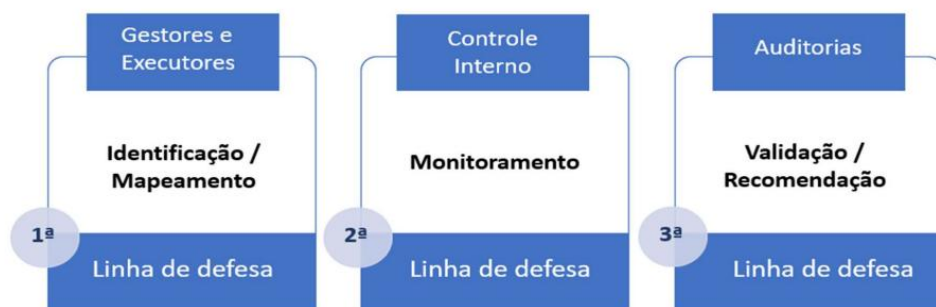 Gestores e
Executores
Identificação /
Mapeamento
1ª
Linha de defesa
Controle
Interno
Monitoramento
2ª
Linha de defesa
Auditorias
Validação /
Recomendação
3ª
Linha de defesa